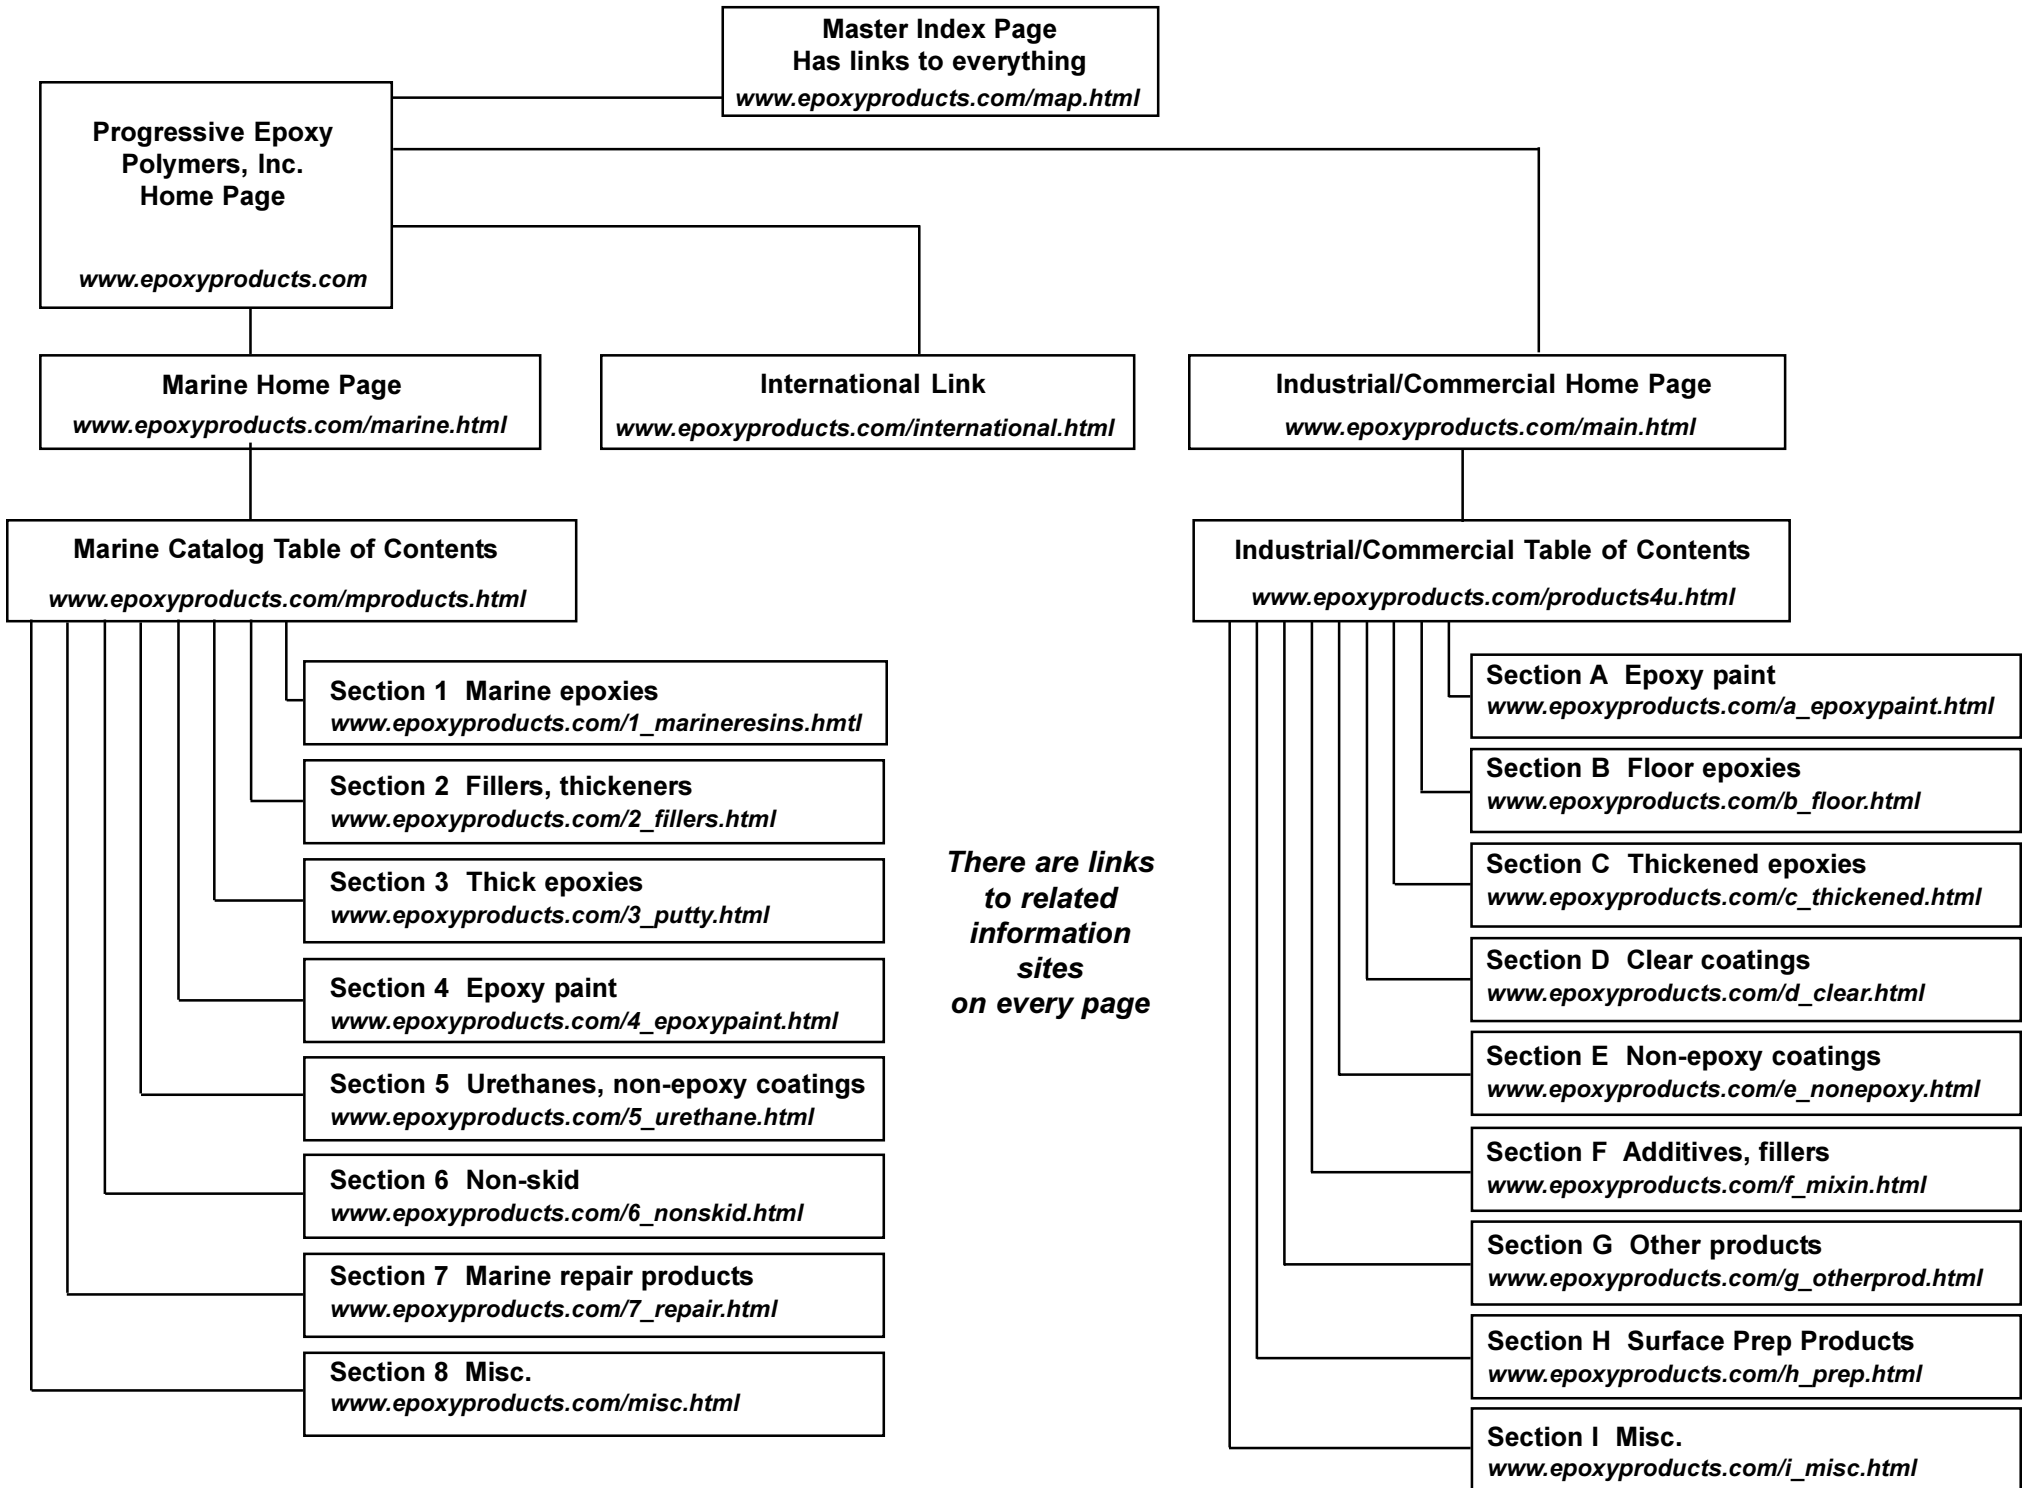 Master Index Page
Has links to everything
www.epoxyproducts.com/map.html
Progressive Epoxy
Polymers, Inc.
Home Page
www.epoxyproducts.com
Marine Home Page
www.epoxyproducts.com/marine.html
International Link
www.epoxyproducts.com/international.html
Industrial/Commercial Home Page
www.epoxyproducts.com/main.html
Marine Catalog Table of Contents
www.epoxyproducts.com/mproducts.html
Industrial/Commercial Table of Contents
www.epoxyproducts.com/products4u.html
Section 1 Marine epoxies
www.epoxyproducts.com/1_marineresins.hmtl
Section 2 Fillers, thickeners
www.epoxyproducts.com/2_fillers.html
Section 3 Thick epoxies
www.epoxyproducts.com/3_putty.html
Section 4 Epoxy paint
www.epoxyproducts.com/4_epoxypaint.html
Section 5 Urethanes, non-epoxy coatings
www.epoxyproducts.com/5_urethane.html
Section 6 Non-skid
www.epoxyproducts.com/6_nonskid.html
Section 7 Marine repair products
www.epoxyproducts.com/7_repair.html
Section 8 Misc.
www.epoxyproducts.com/misc.html
There are links
to related
information
sites
on every page
Section A Epoxy paint
www.epoxyproducts.com/a_epoxypaint.html
Section B Floor epoxies
www.epoxyproducts.com/b_floor.html
Section C Thickened epoxies
www.epoxyproducts.com/c_thickened.html
Section D Clear coatings
www.epoxyproducts.com/d_clear.html
Section E Non-epoxy coatings
www.epoxyproducts.com/e_nonepoxy.html
Section F Additives, fillers
www.epoxyproducts.com/f_mixin.html
Section G Other products
www.epoxyproducts.com/g_otherprod.html
Section H Surface Prep Products
www.epoxyproducts.com/h_prep.html
Section I Misc.
www.epoxyproducts.com/i_misc.html